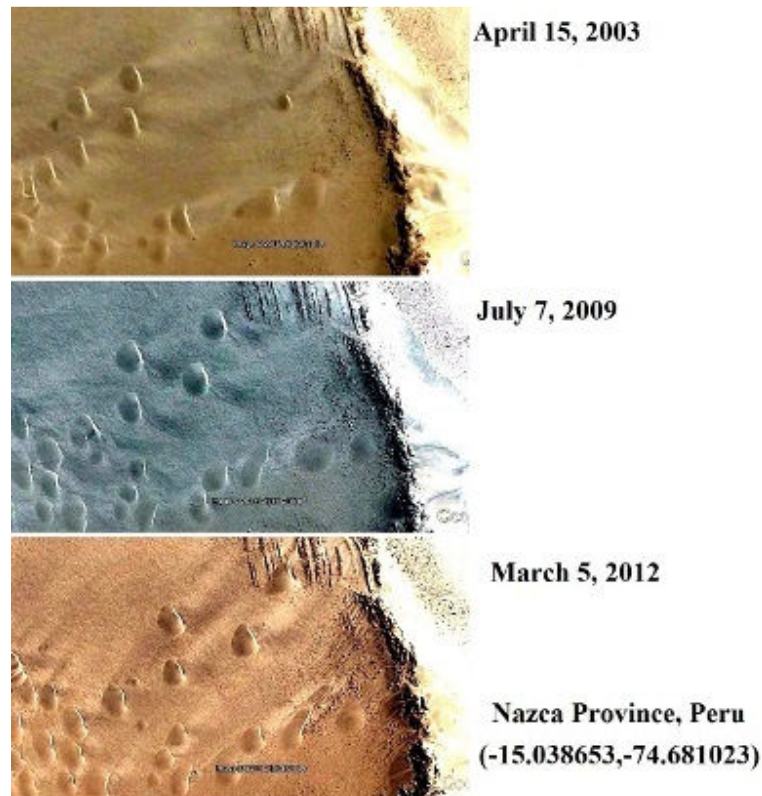 April 15, 2003
July 7, 2009
March 5, 2012
Nazca Province, Peru
(-15.038653,-74.681023)